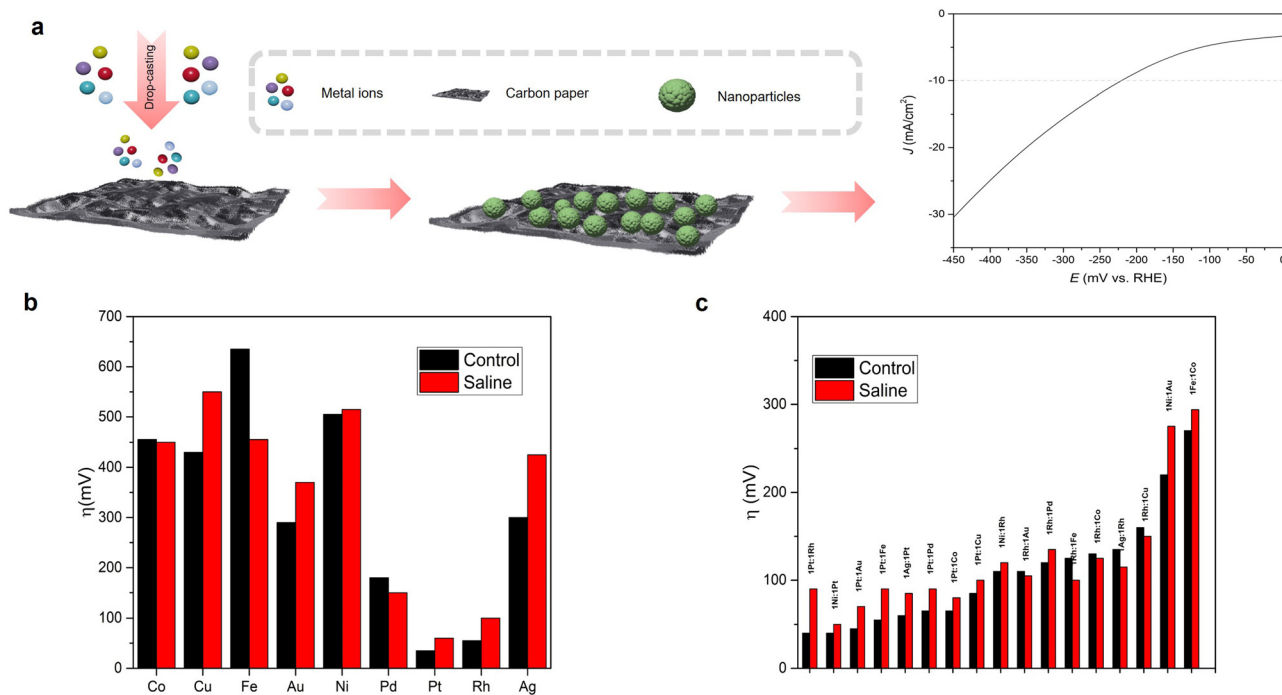 a
Drop-casting
Metal ions
Carbon paper
Nanoparticles
0
-10
-20
-30
J (mA/cm²)
-450 -400 -350 -300 -250 -200 -150 -100 -50 0
E (mV vs. RHE)
b
700
600
500
400
300
200
100
0
η(mV)
Control
Saline
Co Cu Fe Au Ni Pd Pt Rh Ag
c
400
300
200
100
0
η (mV)
Control
Saline
1Pt:1Rh
1Ni:1Pt
1Pt:1Au
1Pt:1Fe
1Ag:1Pt
1Pt:1Pd
1Pt:1Co
1Pt:1Cu
1Ni:1Rh
1Rh:1Au
1Rh:1Pd
1Rh:1Fe
1Rh:1Co
1Ag:1Rh
1Rh:1Cu
1Ni:1Au
1Fe:1Co